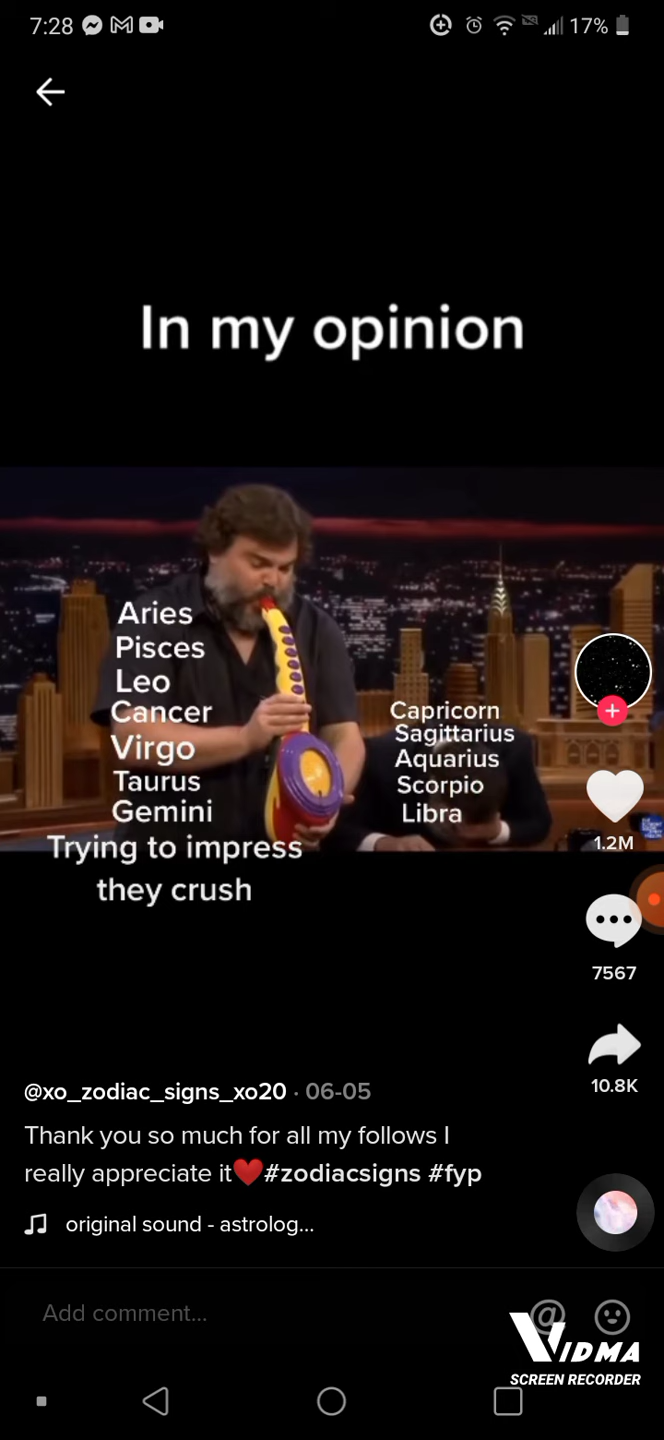 7:28
17%
In my opinion
Aries
Pisces
Leo
Cancer
Virgo
Taurus
Gemini
Trying to impress
they crush
Capricorn
Sagittarius
Aquarius
Scorpio
Libra
1.2M
7567
10.8K
@xo_zodiac_signs_xo20 · 06-05
Thank you so much for all my follows I
really appreciate it❤️#zodiacsigns #fyp
original sound - astrolog...
Add comment...
VIDMA
SCREEN RECORDER